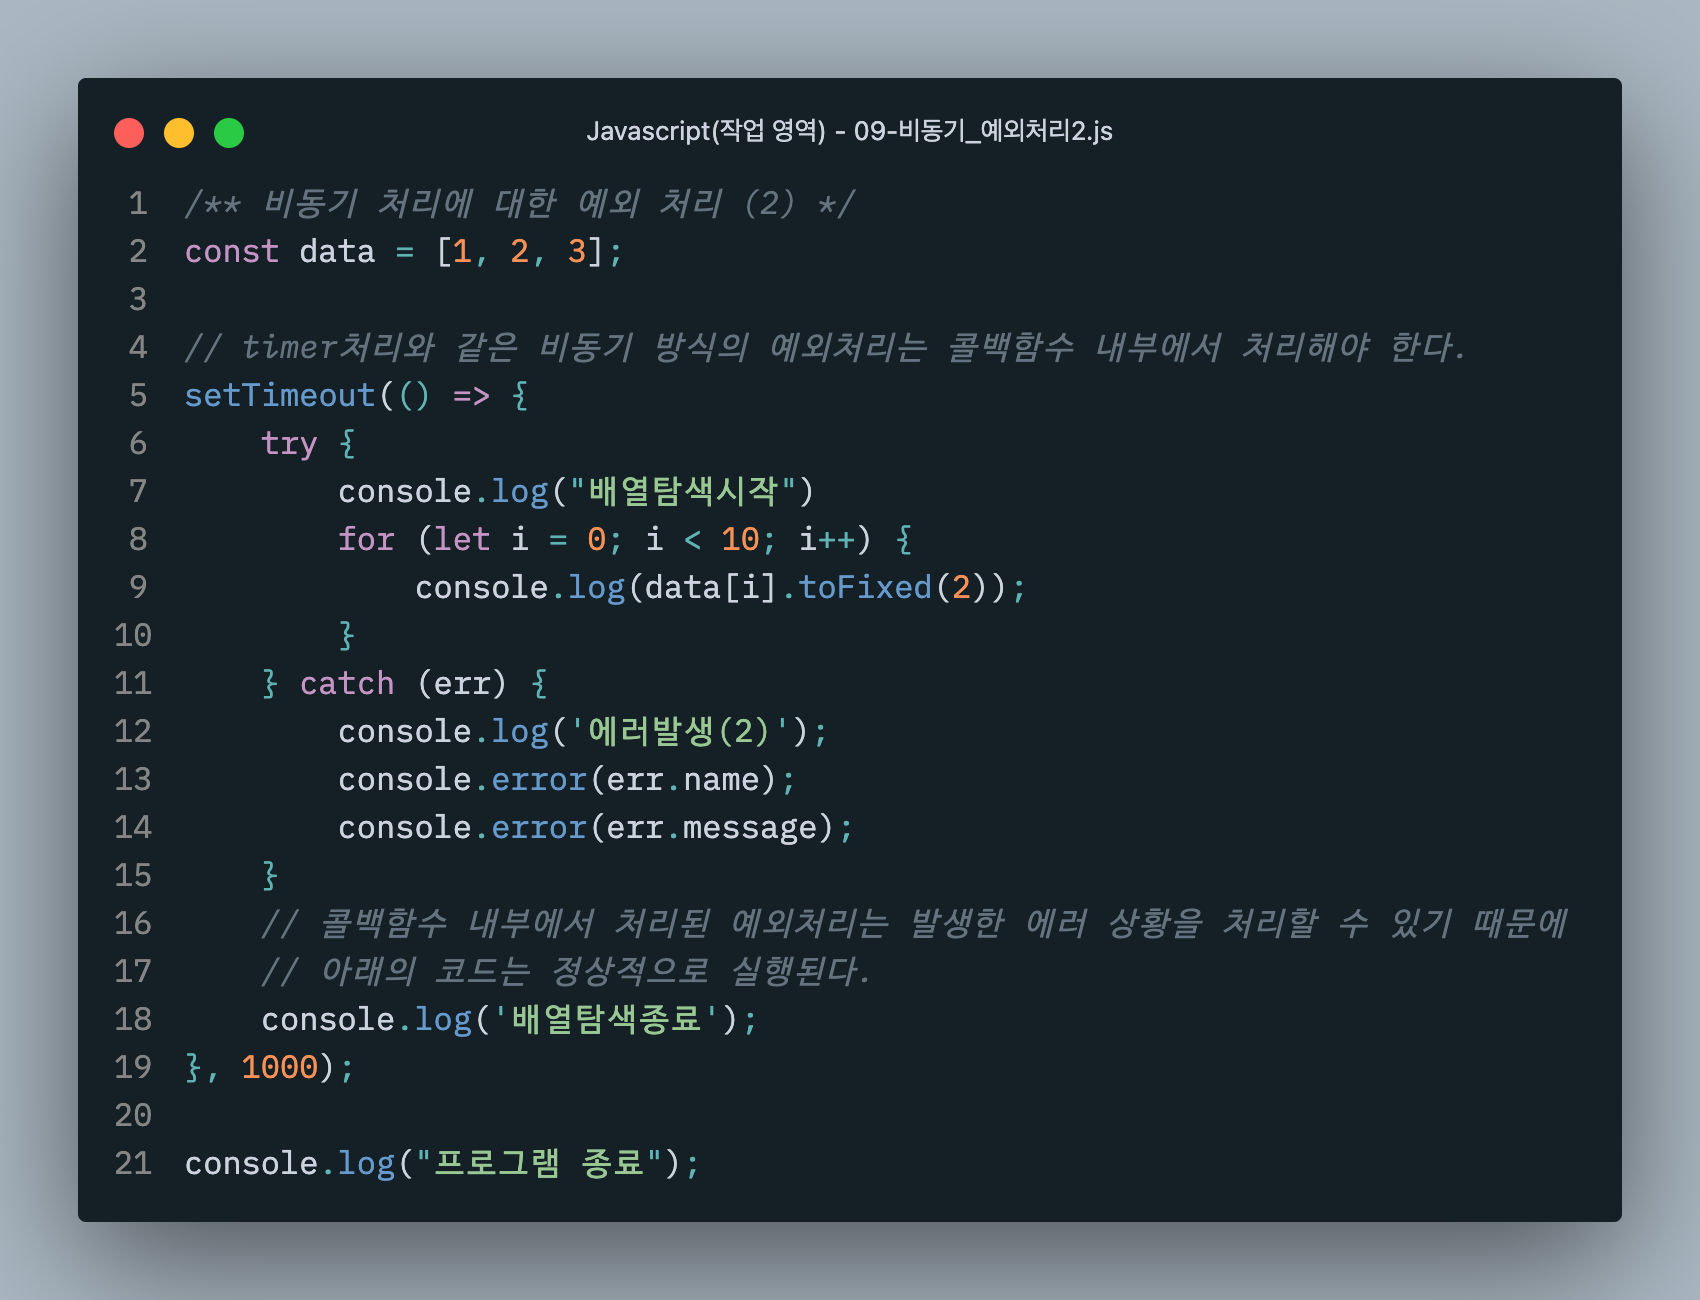 Javascript(작업 영역) - 09-비동기_예외처리2.js
1 /** 비동기 처리에 대한 예외 처리 (2) */
2 const data = [1, 2, 3];
3
4 // timer처리와 같은 비동기 방식의 예외처리는 콜백함수 내부에서 처리해야 한다.
5 setTimeout(() => {
6     try {
7         console.log("배열탐색시작")
8         for (let i = 0; i < 10; i++) {
9             console.log(data[i].toFixed(2));
10         }
11     } catch (err) {
12         console.log('에러발생(2)');
13         console.error(err.name);
14         console.error(err.message);
15     }
16     // 콜백함수 내부에서 처리된 예외처리는 발생한 에러 상황을 처리할 수 있기 때문에
17     // 아래의 코드는 정상적으로 실행된다.
18     console.log('배열탐색종료');
19 }, 1000);
20
21 console.log("프로그램 종료");